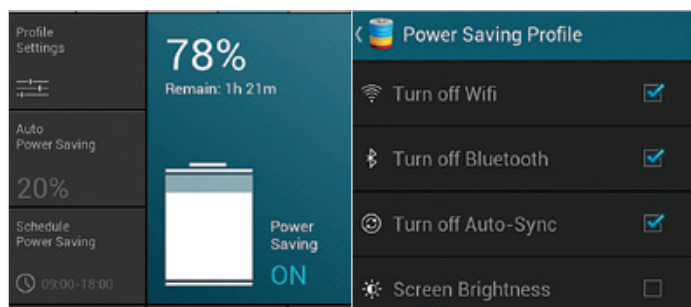 Profile
Settings
Auto
Power Saving
20%
Schedule
Power Saving
09:00-18:00
78%
Remain: 1h 21m
Power
Saving
ON
Power Saving Profile
Turn off Wifi
Turn off Bluetooth
Turn off Auto-Sync
Screen Brightness